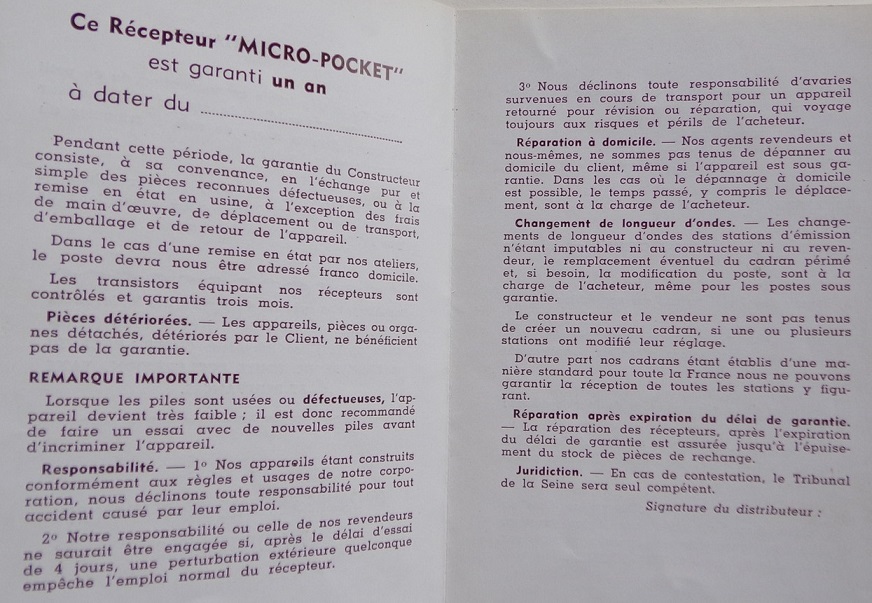 Ce Récepteur "MICRO-POCKET"
est garanti un an
à dater du
Pendant cette période, la garantie du Constructeur
consiste, à sa convenance, en l'échange pur et
simple des pièces reconnues défectueuses, ou à la
remise en état en usine, à l'exception des frais
de main d'œuvre, de déplacement ou de transport,
d'emballage et de retour de l'appareil.
Dans le cas d'une remise en état par nos ateliers,
le poste devra nous être adressé franco domicile.
Les transistors équipant nos récepteurs sont
contrôlés et garantis trois mois.
Pièces détériorées. — Les appareils, pièces ou orga-
nes détachés, détériorés par le Client, ne bénéficient
pas de la garantie.
REMARQUE IMPORTANTE
Lorsque les piles sont usées ou défectueuses, l'ap-
pareil devient très faible ; il est donc recommandé
de faire un essai avec de nouvelles piles avant
d'incriminer l'appareil.
Responsabilité. — 1º Nos appareils étant construits
conformément aux règles et usages de notre corpo-
ration, nous déclinons toute responsabilité pour tout
accident causé par leur emploi.
2º Notre responsabilité ou celle de nos revendeurs
ne saurait être engagée si, après le délai d'essai
de 4 jours, une perturbation extérieure quelconque
empêche l'emploi normal du récepteur.
3º Nous déclinons toute responsabilité d'avaries
survenues en cours de transport pour un appareil
retourné pour révision ou réparation, qui voyage
toujours aux risques et périls de l'acheteur.
Réparation à domicile. — Nos agents revendeurs et
nous-mêmes, ne sommes pas tenus de dépanner au
domicile du client, même si l'appareil est sous ga-
rantie. Dans les cas où le dépannage à domicile
est possible, le temps passé, y compris le déplace-
ment, sont à la charge de l'acheteur.
Changement de longueur d'ondes. — Les change-
ments de longueur d'ondes des stations d'émission
n'étant imputables ni au constructeur ni au reven-
deur, le remplacement éventuel du cadran périmé
et, si besoin, la modification du poste, sont à la
charge de l'acheteur, même pour les postes sous
garantie.
Le constructeur et le vendeur ne sont pas tenus
de créer un nouveau cadran, si une ou plusieurs
stations ont modifié leur réglage.
D'autre part nos cadrans étant établis d'une ma-
nière standard pour toute la France nous ne pouvons
garantir la réception de toutes les stations y figu-
rant.
Réparation après expiration du délai de garantie.
— La réparation des récepteurs, après l'expiration
du délai de garantie est assurée jusqu'à l'épuise-
ment du stock de pièces de rechange.
Juridiction. — En cas de contestation, le Tribunal
de la Seine sera seul compétent.
Signature du distributeur :